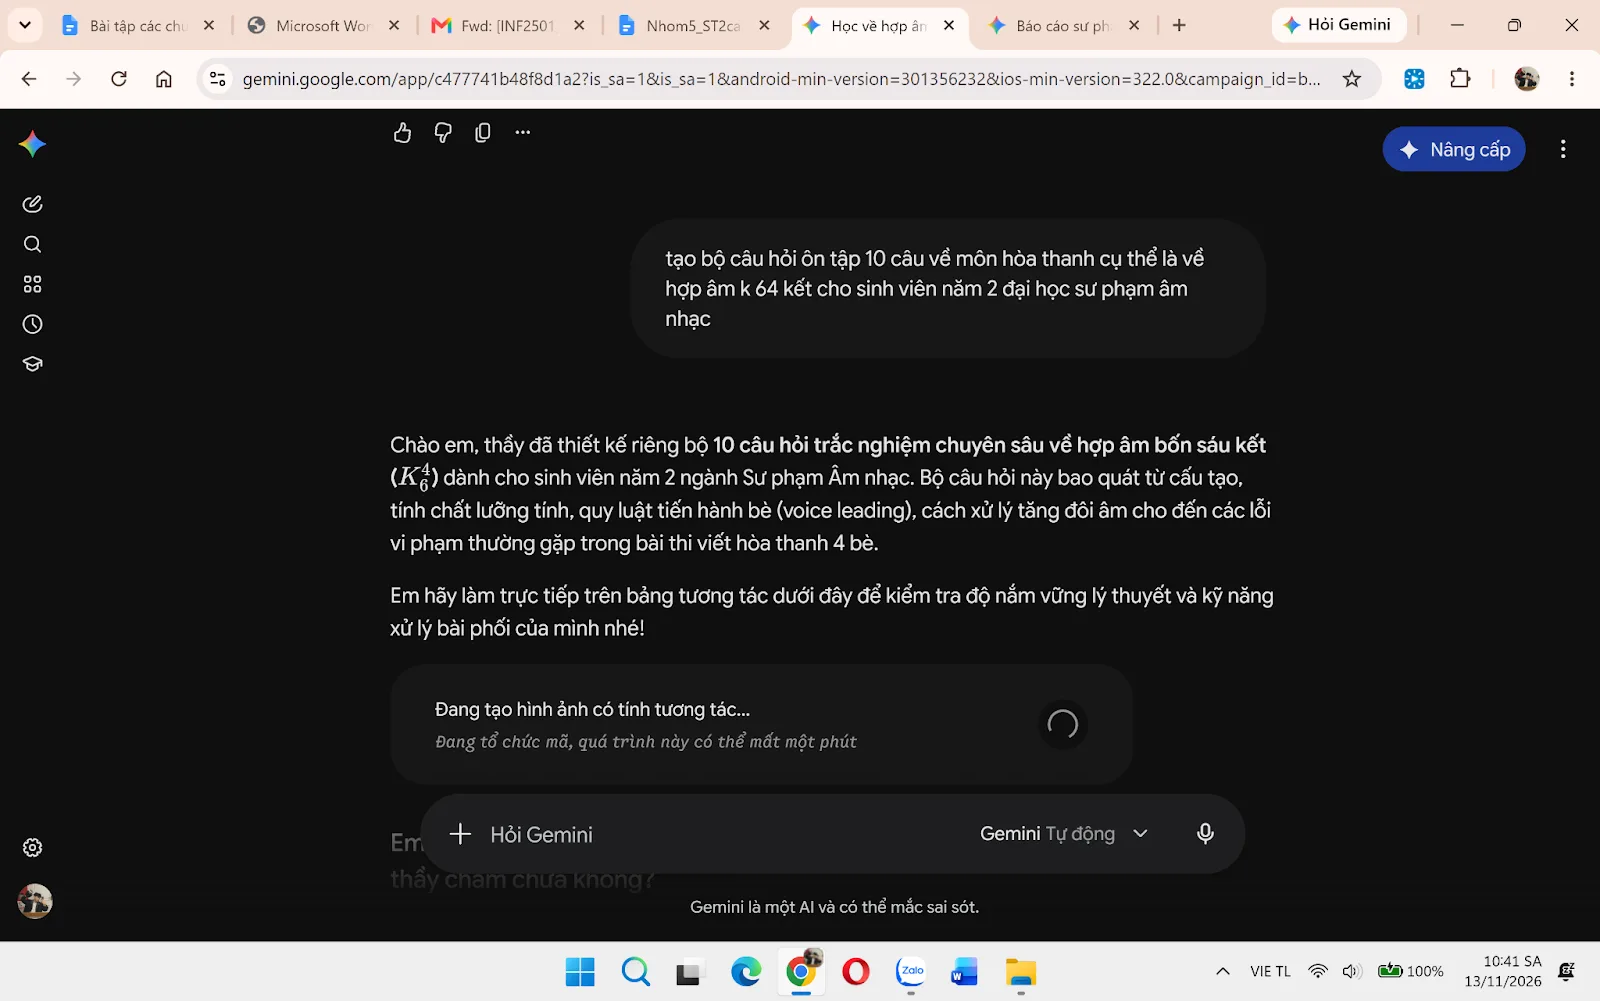 Bài tập các chu
Microsoft Wor
Fwd: [INF2501_
Nhom5_ST2ca
Học về hợp âm
Báo cáo sư ph
Hỏi Gemini
gemini.google.com/app/c477741b48f8d1a2?is_sa=1&is_sa=1&android-min-version=301356232&ios-min-version=322.0&campaign_id=b...
Nâng cấp
tạo bộ câu hỏi ôn tập 10 câu về môn hòa thanh cụ thể là về
hợp âm k 64 kết cho sinh viên năm 2 đại học sư phạm âm
nhạc
Chào em, thầy đã thiết kế riêng bộ 10 câu hỏi trắc nghiệm chuyên sâu về hợp âm bốn sáu kết
(K⁴₆) dành cho sinh viên năm 2 ngành Sư phạm Âm nhạc. Bộ câu hỏi này bao quát từ cấu tạo,
tính chất lưỡng tính, quy luật tiến hành bè (voice leading), cách xử lý tăng đôi âm cho đến các lỗi
vi phạm thường gặp trong bài thi viết hòa thanh 4 bè.
Em hãy làm trực tiếp trên bảng tương tác dưới đây để kiểm tra độ nắm vững lý thuyết và kỹ năng
xử lý bài phối của mình nhé!
Đang tạo hình ảnh có tính tương tác...
Đang tổ chức mã, quá trình này có thể mất một phút
Em
Hỏi Gemini
Gemini Tự động
thầy chấm chữa không?
Gemini là một AI và có thể mắc sai sót.
Zalo
VIE TL
100%
10:41 SA
13/11/2026